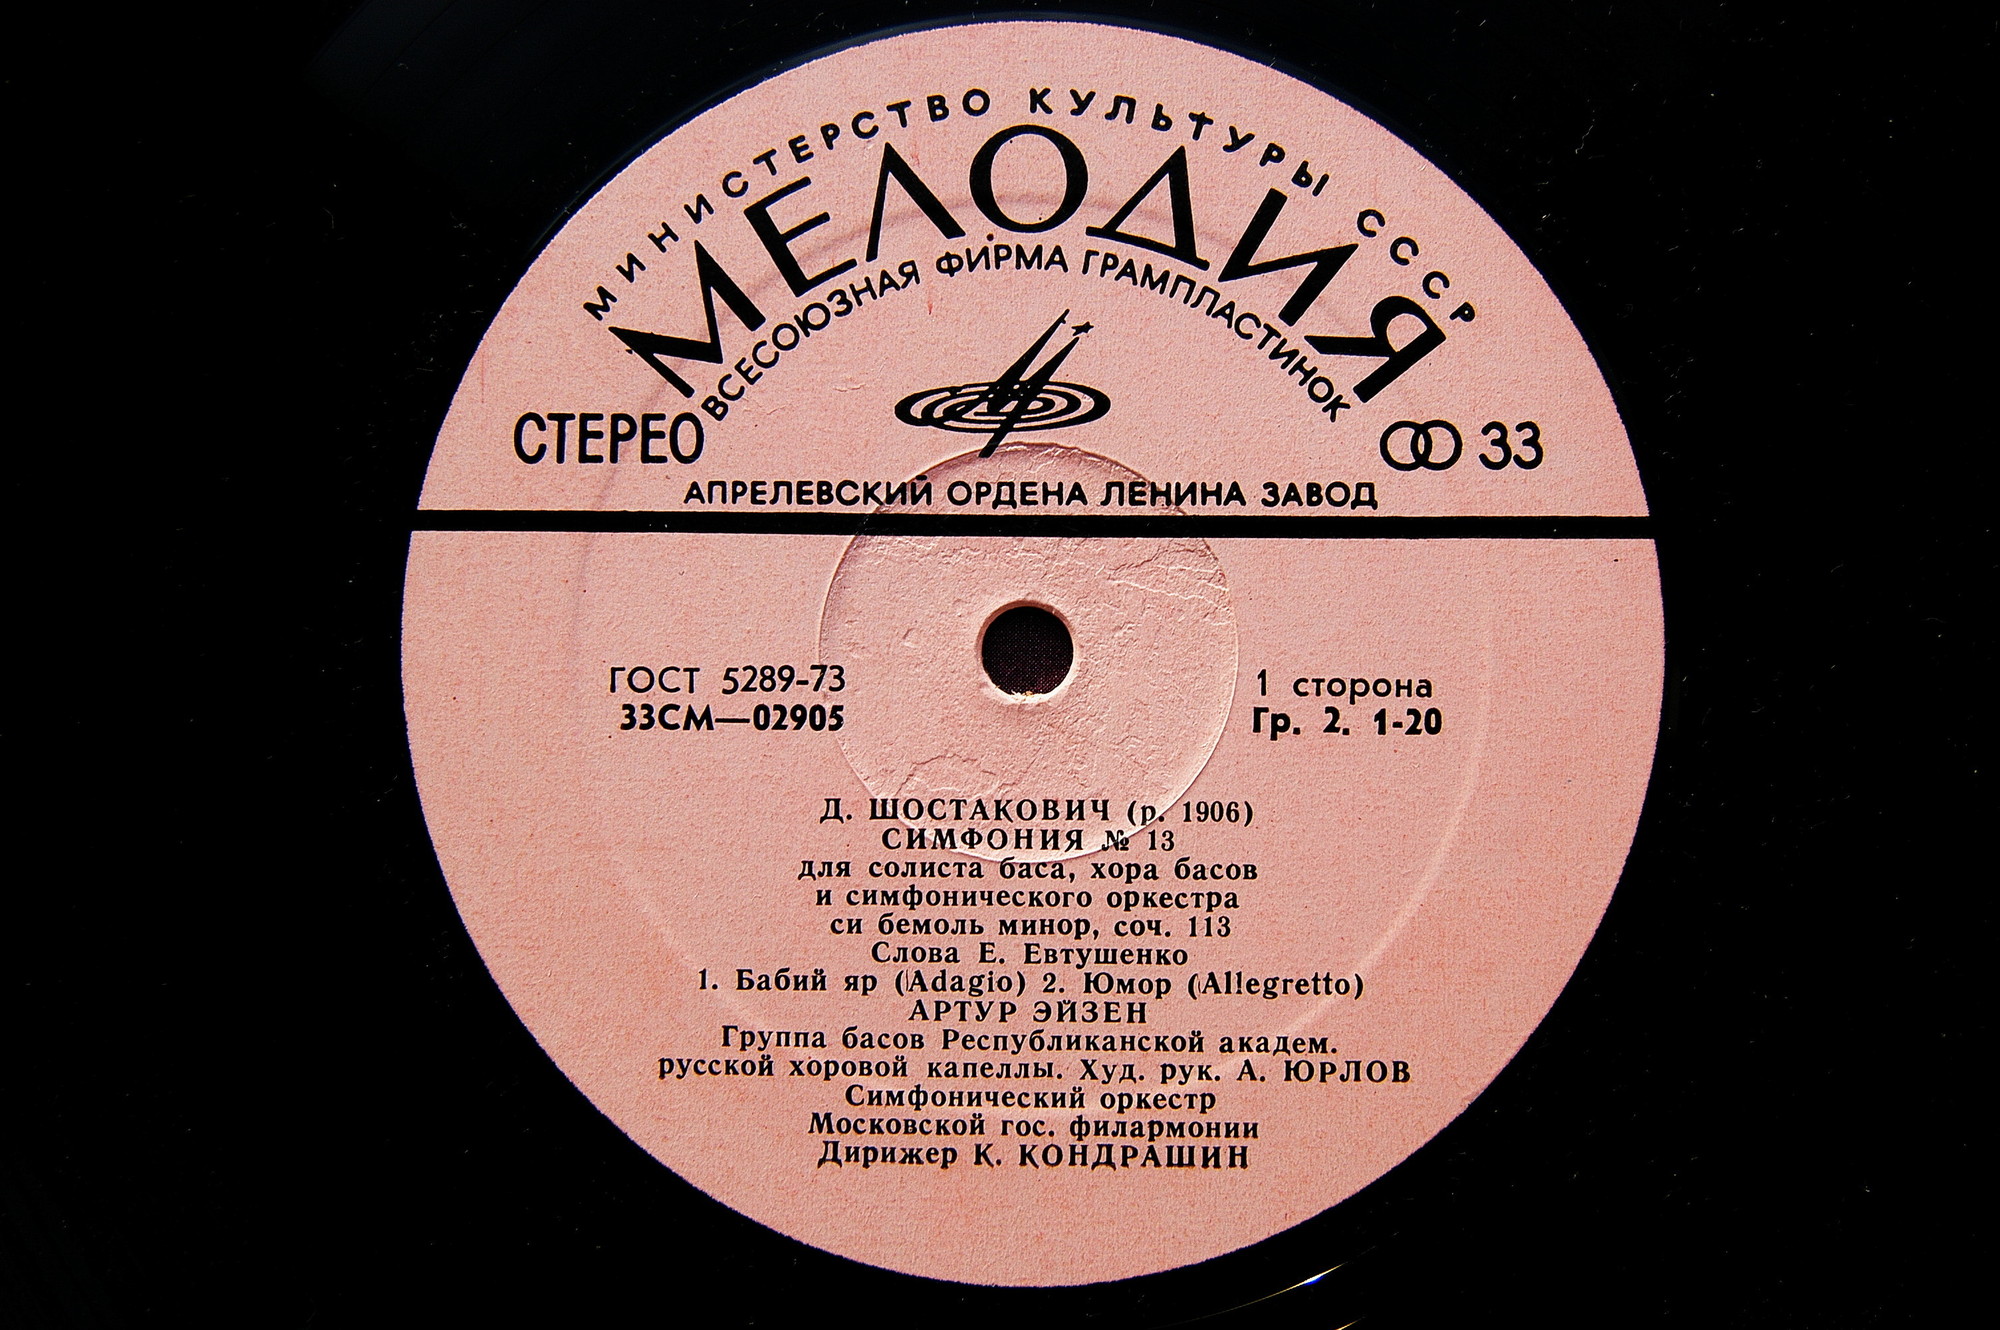 МИНИСТЕРСТВО КУЛЬТУРЫ СССР
МЕЛОДИЯ
ВСЕСОЮЗНАЯ ФИРМА ГРАМПЛАСТИНОК
СТЕРЕО
33
АПРЕЛЕВСКИЙ ОРДЕНА ЛЕНИНА ЗАВОД
ГОСТ 5289-73
33СМ—02905
1 сторона
Гр. 2. 1-20
Д. ШОСТАКОВИЧ (р. 1906)
СИМФОНИЯ № 13
для солиста баса, хора басов
и симфонического оркестра
си бемоль минор, соч. 113
Слова Е. Евтушенко
1. Бабий яр (Adagio) 2. Юмор (Allegretto)
АРТУР ЭЙЗЕН
Группа басов Республиканской академ.
русской хоровой капеллы. Худ. рук. А. ЮРЛОВ
Симфонический оркестр
Московской гос. филармонии
Дирижер К. КОНДРАШИН